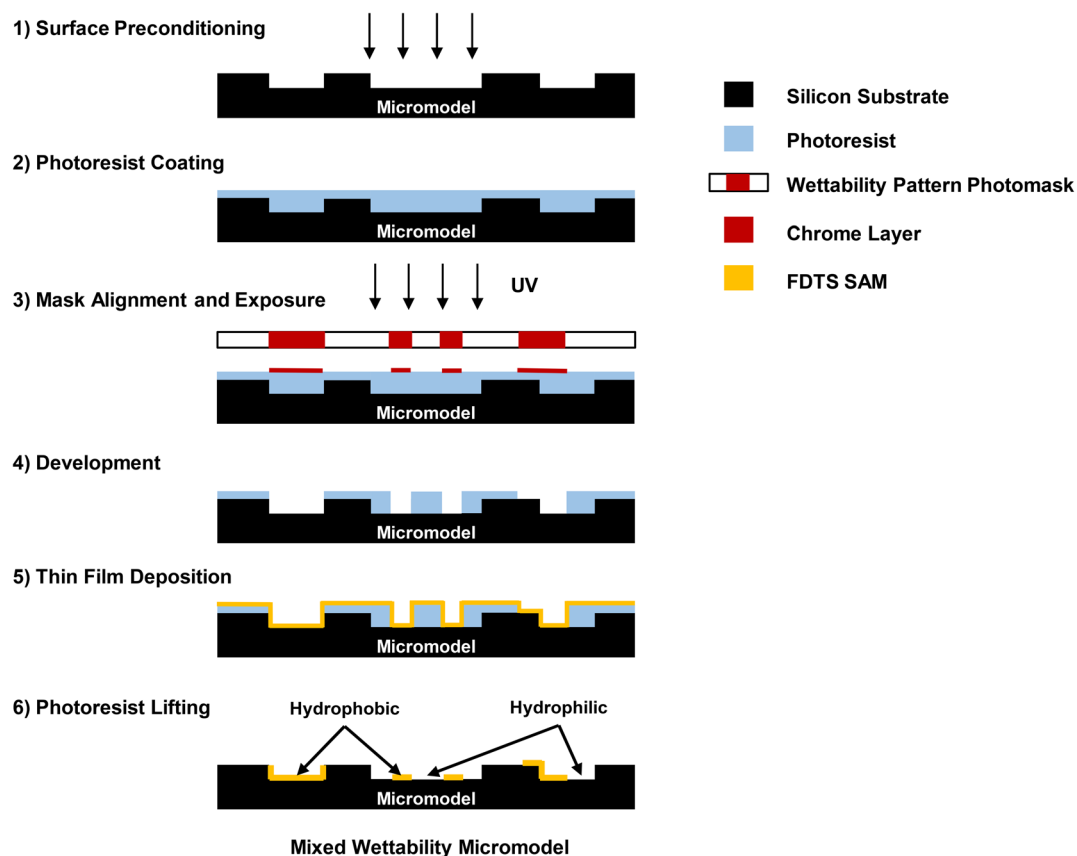 1) Surface Preconditioning
Micromodel
Silicon Substrate
Photoresist
Wettability Pattern Photomask
Chrome Layer
FDTS SAM
2) Photoresist Coating
Micromodel
3) Mask Alignment and Exposure
UV
Micromodel
4) Development
Micromodel
5) Thin Film Deposition
Micromodel
6) Photoresist Lifting
Hydrophobic
Hydrophilic
Micromodel
Mixed Wettability Micromodel